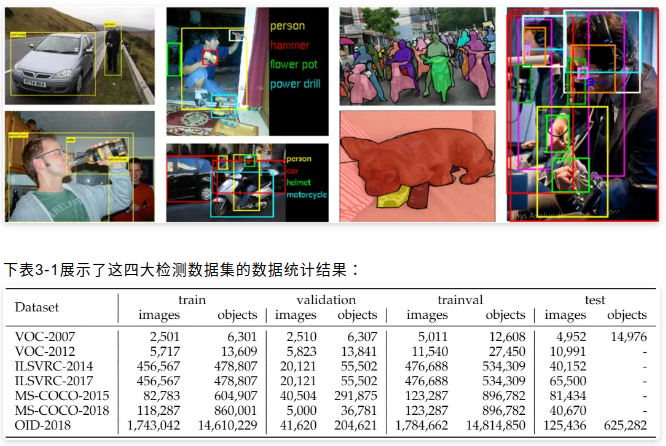 person
hammer
flower pot
power drill
person
car
helmet
motorcycle
下表3-1展示了这四大检测数据集的数据统计结果：
Dataset train validation trainval test
images objects images objects images objects images objects
VOC-2007 2,501 6,301 2,510 6,307 5,011 12,608 4,952 14,976
VOC-2012 5,717 13,609 5,823 13,841 11,540 27,450 10,991 -
ILSVRC-2014 456,567 478,807 20,121 55,502 476,688 534,309 40,152 -
ILSVRC-2017 456,567 478,807 20,121 55,502 476,688 534,309 65,500 -
MS-COCO-2015 82,783 604,907 40,504 291,875 123,287 896,782 81,434 -
MS-COCO-2018 118,287 860,001 5,000 36,781 123,287 896,782 40,670 -
OID-2018 1,743,042 14,610,229 41,620 204,621 1,784,662 14,814,850 125,436 625,282